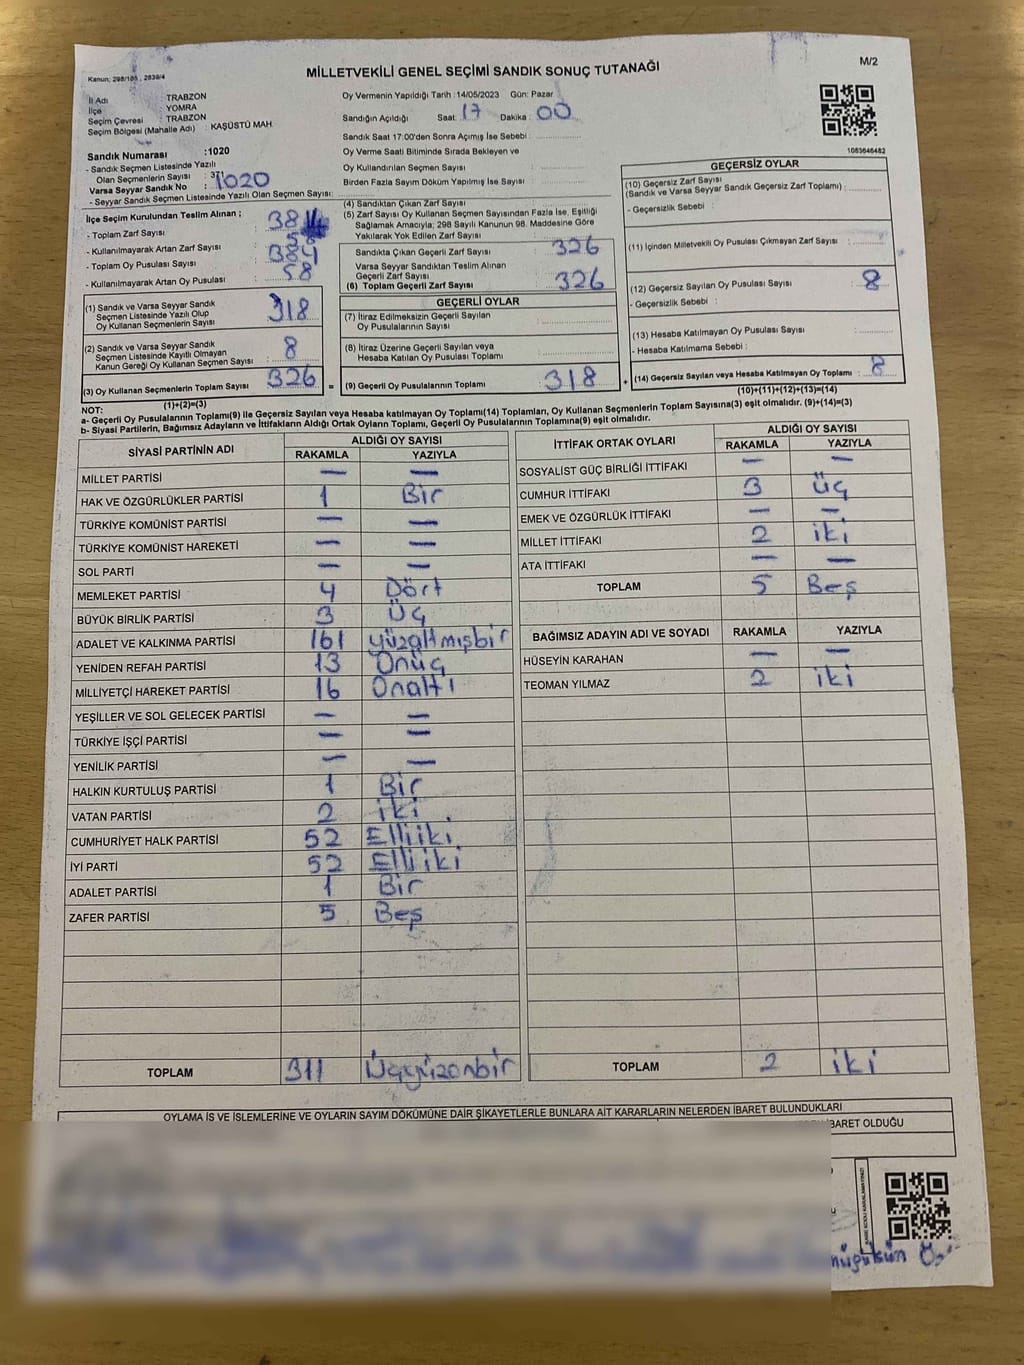 MİLLETVEKİLİ GENEL SEÇİMİ SANDIK SONUÇ TUTANAĞI
M/2
Kanun: 298/105 , 2839/4
İl Adı : TRABZON
İlçe : YOMRA
Seçim Çevresi : TRABZON
Seçim Bölgesi (Mahalle Adı) : KAŞÜSTÜ MAH
Sandık Numarası :1020
- Sandık Seçmen Listesinde Yazılı
Olan Seçmenlerin Sayısı : 371
Varsa Seyyar Sandık No : 1020
- Seyyar Sandık Seçmen Listesinde Yazılı Olan Seçmen Sayısı:
Oy Vermenin Yapıldığı Tarih :14/05/2023 Gün: Pazar
Sandığın Açıldığı Saat: 17 Dakika: 00
Sandık Saat 17:00'den Sonra Açımış İse Sebebi :
Oy Verme Saati Bitiminde Sırada Bekleyen ve
Oy Kullandırılan Seçmen Sayısı :
Birden Fazla Sayım Döküm Yapılmış İse Sayısı :
1083646482
İlçe Seçim Kurulundan Teslim Alınan ;
- Toplam Zarf Sayısı : 384
- Kullanılmayarak Artan Zarf Sayısı : 58
- Toplam Oy Pusulası Sayısı : 384
- Kullanılmayarak Artan Oy Pusulası : 58
(1) Sandık ve Varsa Seyyar Sandık
Seçmen Listesinde Yazılı Olup
Oy Kullanan Seçmenlerin Sayısı : 318
(2) Sandık ve Varsa Seyyar Sandık
Seçmen Listesinde Kayıtlı Olmayan
Kanun Gereği Oy Kullanan Seçmen Sayısı : 8
(3) Oy Kullanan Seçmenlerin Toplam Sayısı : 326
(1)+(2)=(3)
(4) Sandıktan Çıkan Zarf Sayısı :
(5) Zarf Sayısı Oy Kullanan Seçmen Sayısından Fazla İse, Eşitliği
Sağlamak Amacıyla; 298 Sayılı Kanunun 98. Maddesine Göre
Yakılarak Yok Edilen Zarf Sayısı :
Sandıkta Çıkan Geçerli Zarf Sayısı : 326
Varsa Seyyar Sandıktan Teslim Alınan
Geçerli Zarf Sayısı :
(6) Toplam Geçerli Zarf Sayısı : 326
GEÇERLİ OYLAR
(7) İtiraz Edilmeksizin Geçerli Sayılan
Oy Pusulalarının Sayısı :
(8) İtiraz Üzerine Geçerli Sayılan veya
Hesaba Katılan Oy Pusulası Toplamı :
= (9) Geçerli Oy Pusulalarının Toplamı : 318
GEÇERSİZ OYLAR
(10) Geçersiz Zarf Sayısı
(Sandık ve Varsa Seyyar Sandık Geçersiz Zarf Toplamı) :
- Geçersizlik Sebebi :
(11) İçinden Milletvekili Oy Pusulası Çıkmayan Zarf Sayısı :
(12) Geçersiz Sayılan Oy Pusulası Sayısı : 8
- Geçersizlik Sebebi :
(13) Hesaba Katılmayan Oy Pusulası Sayısı :
- Hesaba Katılmama Sebebi :
+ (14) Geçersiz Sayılan veya Hesaba Katılmayan Oy Toplamı : 8
(10)+(11)+(12)+(13)=(14)
NOT:
a- Geçerli Oy Pusulalarının Toplamı(9) ile Geçersiz Sayılan veya Hesaba katılmayan Oy Toplamı(14) Toplamları, Oy Kullanan Seçmenlerin Toplam Sayısına(3) eşit olmalıdır. (9)+(14)=(3)
b- Siyasi Partilerin, Bağımsız Adayların ve İttifakların Aldığı Ortak Oyların Toplamı, Geçerli Oy Pusulalarının Toplamına(9) eşit olmalıdır.
SİYASİ PARTİNİN ADI ALDIĞI OY SAYISI
RAKAMLA YAZIYLA
MİLLET PARTİSİ — —
HAK VE ÖZGÜRLÜKLER PARTİSİ 1 Bir
TÜRKİYE KOMÜNİST PARTİSİ — —
TÜRKİYE KOMÜNİST HAREKETİ — —
SOL PARTİ — —
MEMLEKET PARTİSİ 4 Dört
BÜYÜK BİRLİK PARTİSİ 3 Üç
ADALET VE KALKINMA PARTİSİ 161 yüzaltmışbir
YENİDEN REFAH PARTİSİ 13 Onüç
MİLLİYETÇİ HAREKET PARTİSİ 16 Onaltı
YEŞİLLER VE SOL GELECEK PARTİSİ — —
TÜRKİYE İŞÇİ PARTİSİ — —
YENİLİK PARTİSİ — —
HALKIN KURTULUŞ PARTİSİ 1 Bir
VATAN PARTİSİ 2 iki
CUMHURİYET HALK PARTİSİ 52 Elliiki
İYİ PARTİ 52 Elliiki
ADALET PARTİSİ 1 Bir
ZAFER PARTİSİ 5 Beş
TOPLAM 311 Üçyüzonbir
İTTİFAK ORTAK OYLARI ALDIĞI OY SAYISI
RAKAMLA YAZIYLA
SOSYALİST GÜÇ BİRLİĞİ İTTİFAKI — —
CUMHUR İTTİFAKI 3 Üç
EMEK VE ÖZGÜRLÜK İTTİFAKI — —
MİLLET İTTİFAKI 2 iki
ATA İTTİFAKI — —
TOPLAM 5 Beş
BAĞIMSIZ ADAYIN ADI VE SOYADI RAKAMLA YAZIYLA
HÜSEYİN KARAHAN — —
TEOMAN YILMAZ 2 iki
TOPLAM 2 iki
OYLAMA İŞ VE İŞLEMLERİNE VE OYLARIN SAYIM DÖKÜMÜNE DAİR ŞİKAYETLERLE BUNLARA AİT KARARLARIN NELERDEN İBARET BULUNDUKLARI
İBARET OLDUĞU